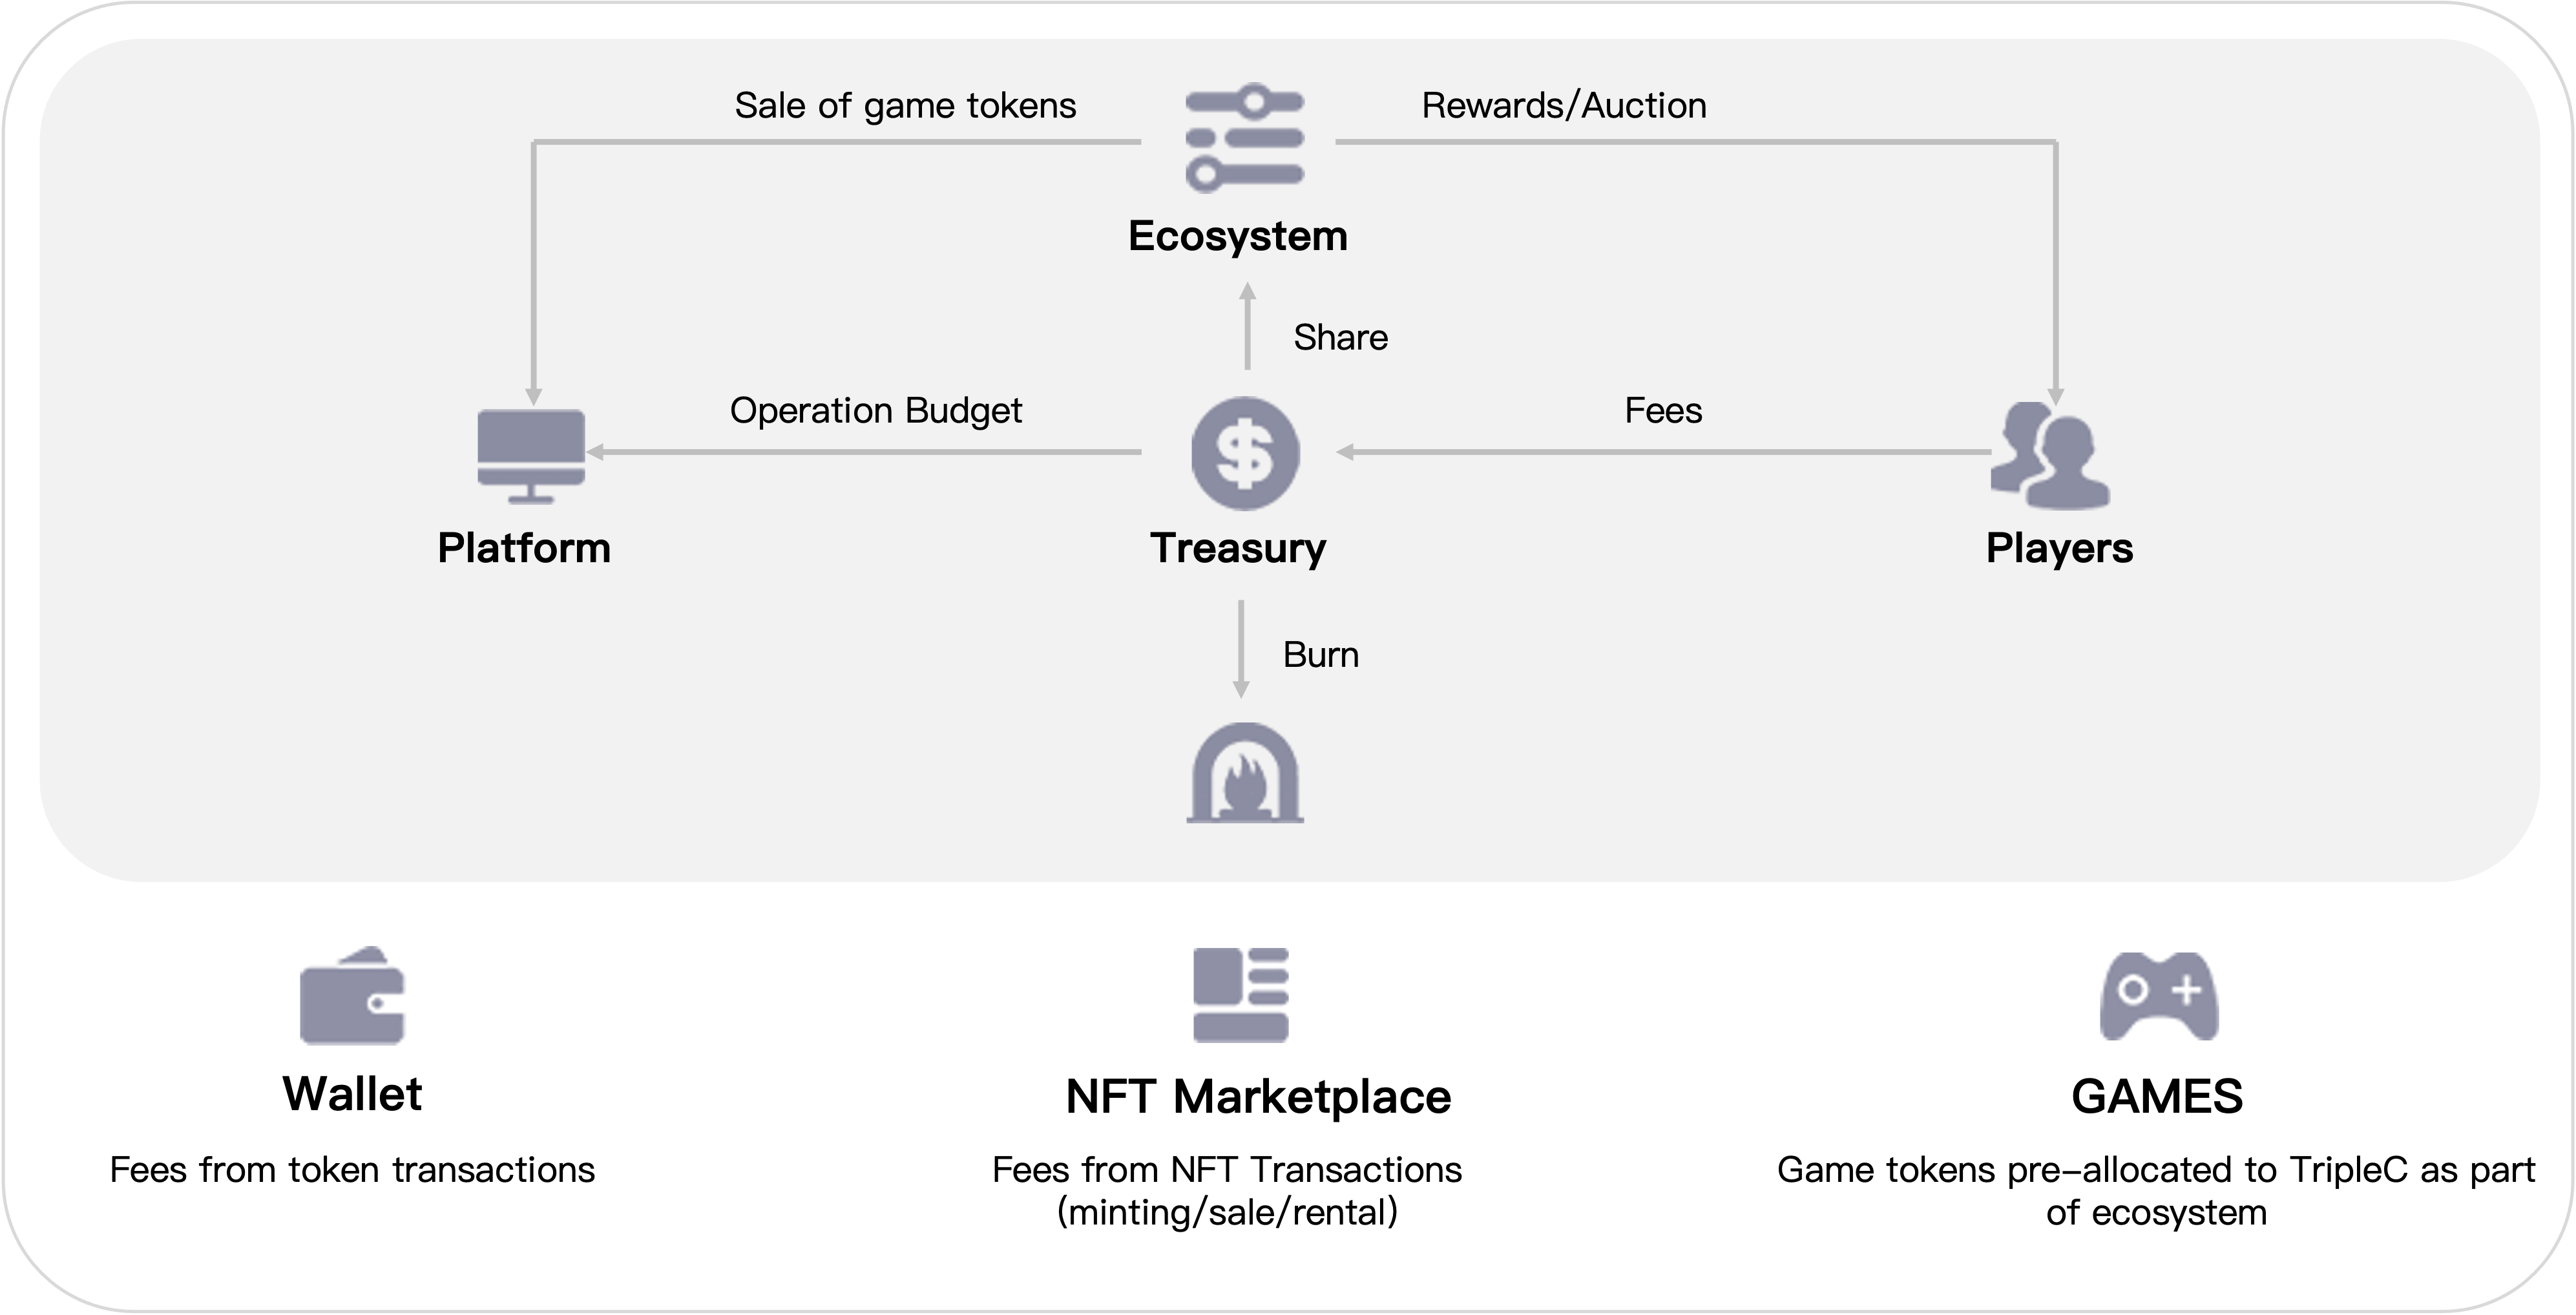 Sale of game tokens
Rewards/Auction
Ecosystem
Share
Operation Budget
Fees
Platform
Treasury
Players
Burn
Wallet
NFT Marketplace
GAMES
Fees from token transactions
Fees from NFT Transactions
(minting/sale/rental)
Game tokens pre–allocated to TripleC as part
of ecosystem